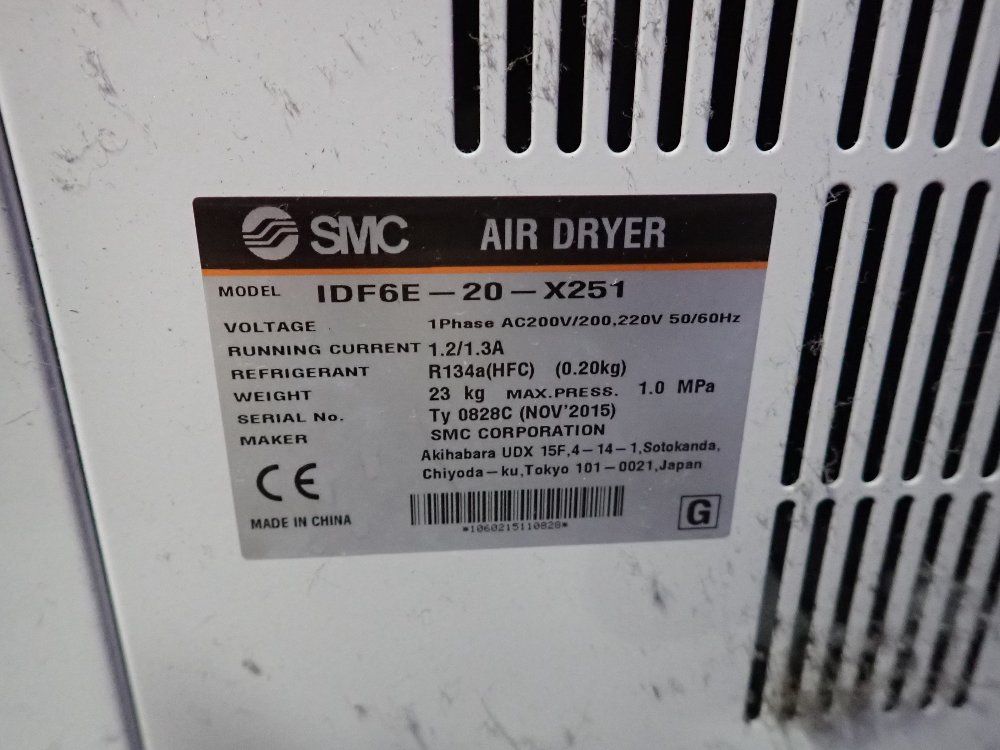 SMC AIR DRYER
MODEL IDF6E-20-X251
VOLTAGE 1Phase AC200V/200,220V 50/60Hz
RUNNING CURRENT 1.2/1.3A
REFRIGERANT R134a(HFC) (0.20kg)
WEIGHT 23 kg MAX.PRESS. 1.0 MPa
SERIAL No. Ty 0828C (NOV'2015)
MAKER SMC CORPORATION
Akihabara UDX 15F,4-14-1,Sotokanda,
Chiyoda-ku,Tokyo 101-0021,Japan
CE
MADE IN CHINA
*1060215110828*
G